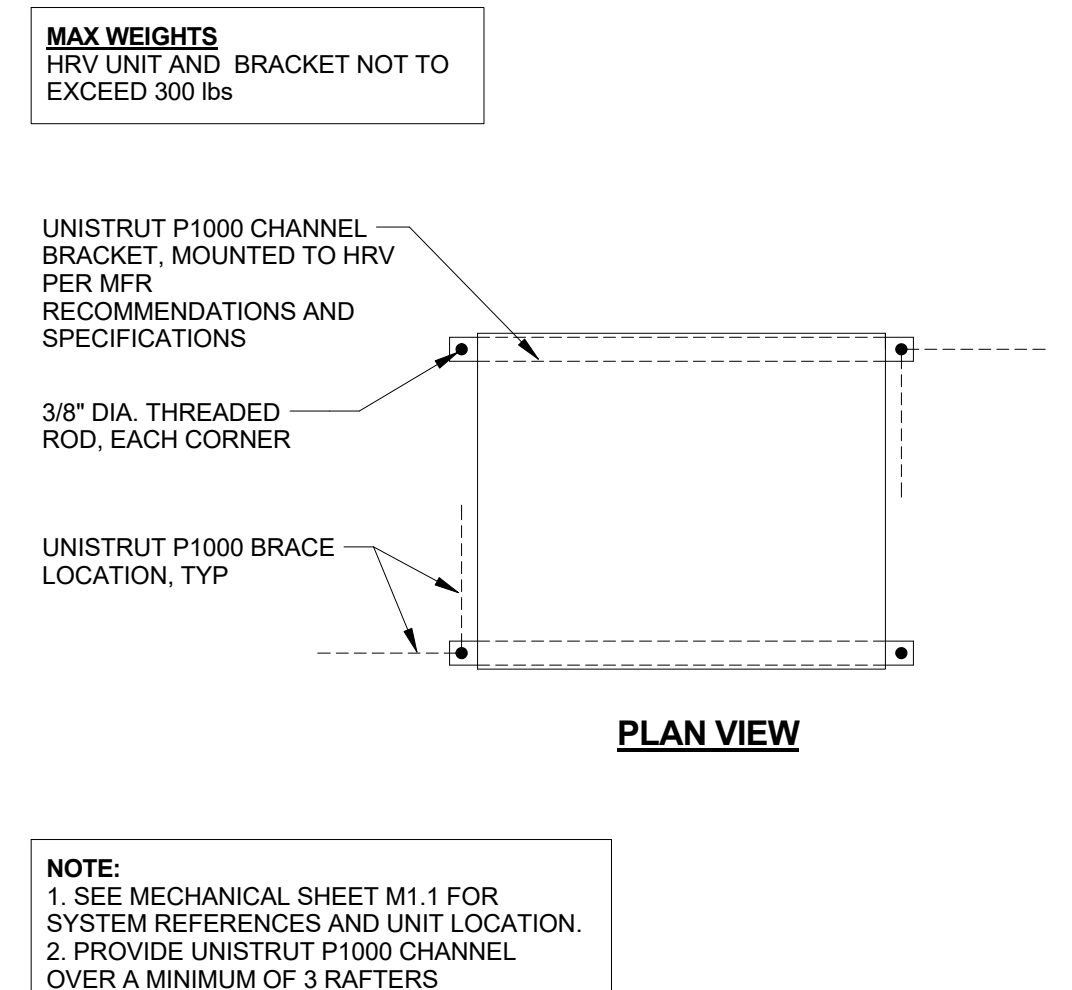 MAX WEIGHTS
HRV UNIT AND BRACKET NOT TO
EXCEED 300 lbs
UNISTRUT P1000 CHANNEL
BRACKET, MOUNTED TO HRV
PER MFR
RECOMMENDATIONS AND
SPECIFICATIONS
3/8" DIA. THREADED
ROD, EACH CORNER
UNISTRUT P1000 BRACE
LOCATION, TYP
PLAN VIEW
NOTE:
1. SEE MECHANICAL SHEET M1.1 FOR
SYSTEM REFERENCES AND UNIT LOCATION.
2. PROVIDE UNISTRUT P1000 CHANNEL
OVER A MINIMUM OF 3 RAFTERS